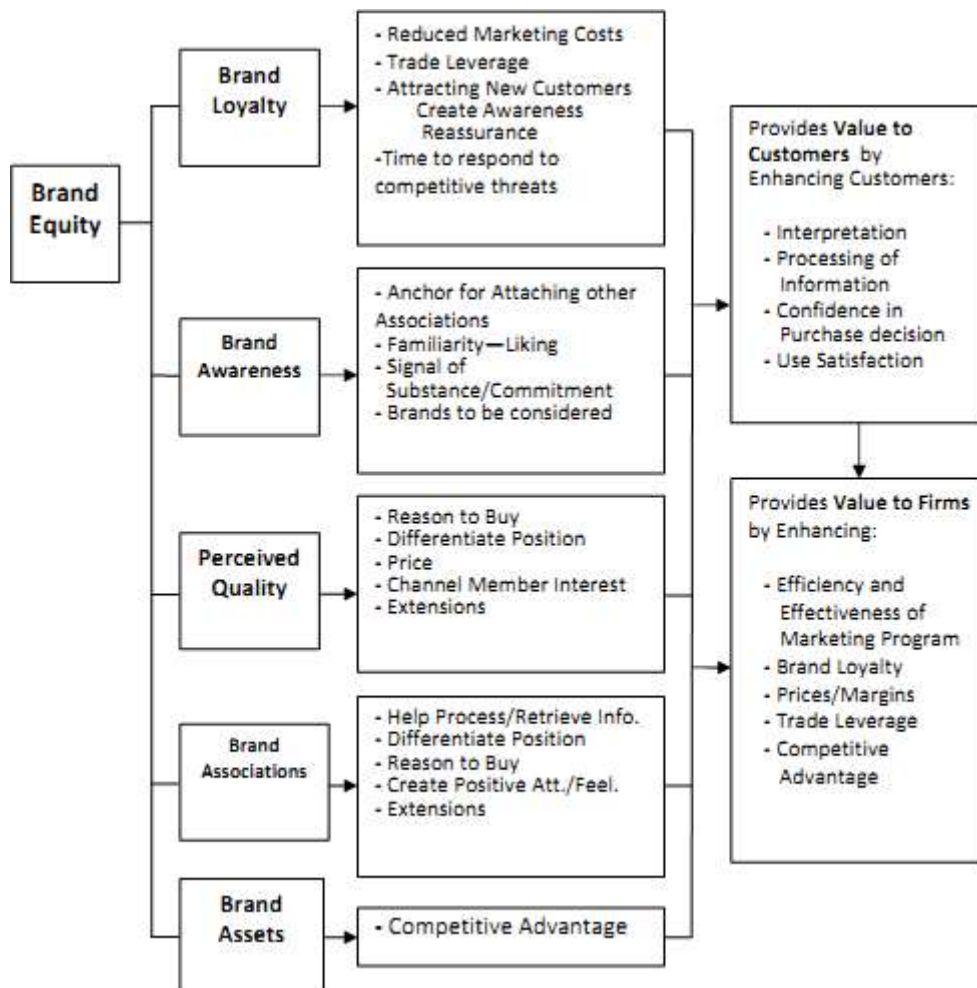 Brand
Equity
Brand
Loyalty
- Reduced Marketing Costs
- Trade Leverage
- Attracting New Customers
Create Awareness
Reassurance
-Time to respond to
competitive threats
Brand
Awareness
- Anchor for Attaching other
Associations
- Familiarity—Liking
- Signal of
Substance/Commitment
- Brands to be considered
Perceived
Quality
- Reason to Buy
- Differentiate Position
- Price
- Channel Member Interest
- Extensions
Brand
Associations
- Help Process/Retrieve Info.
- Differentiate Position
- Reason to Buy
- Create Positive Att./Feel.
- Extensions
Brand
Assets
- Competitive Advantage
Provides Value to
Customers by
Enhancing Customers:
- Interpretation
- Processing of
Information
- Confidence in
Purchase decision
- Use Satisfaction
Provides Value to Firms
by Enhancing:
- Efficiency and
Effectiveness of
Marketing Program
- Brand Loyalty
- Prices/Margins
- Trade Leverage
- Competitive
Advantage